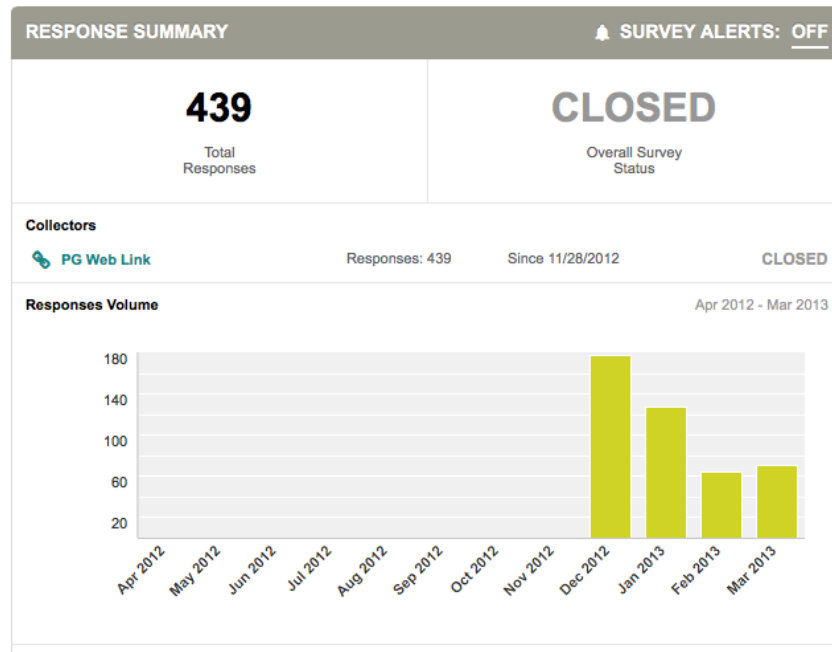 RESPONSE SUMMARY
SURVEY ALERTS: OFF
439
Total
Responses
CLOSED
Overall Survey
Status
Collectors
PG Web Link
Responses: 439
Since 11/28/2012
CLOSED
Responses Volume
Apr 2012 - Mar 2013
180
140
100
60
20
Apr 2012
May 2012
Jun 2012
Jul 2012
Aug 2012
Sep 2012
Oct 2012
Nov 2012
Dec 2012
Jan 2013
Feb 2013
Mar 2013